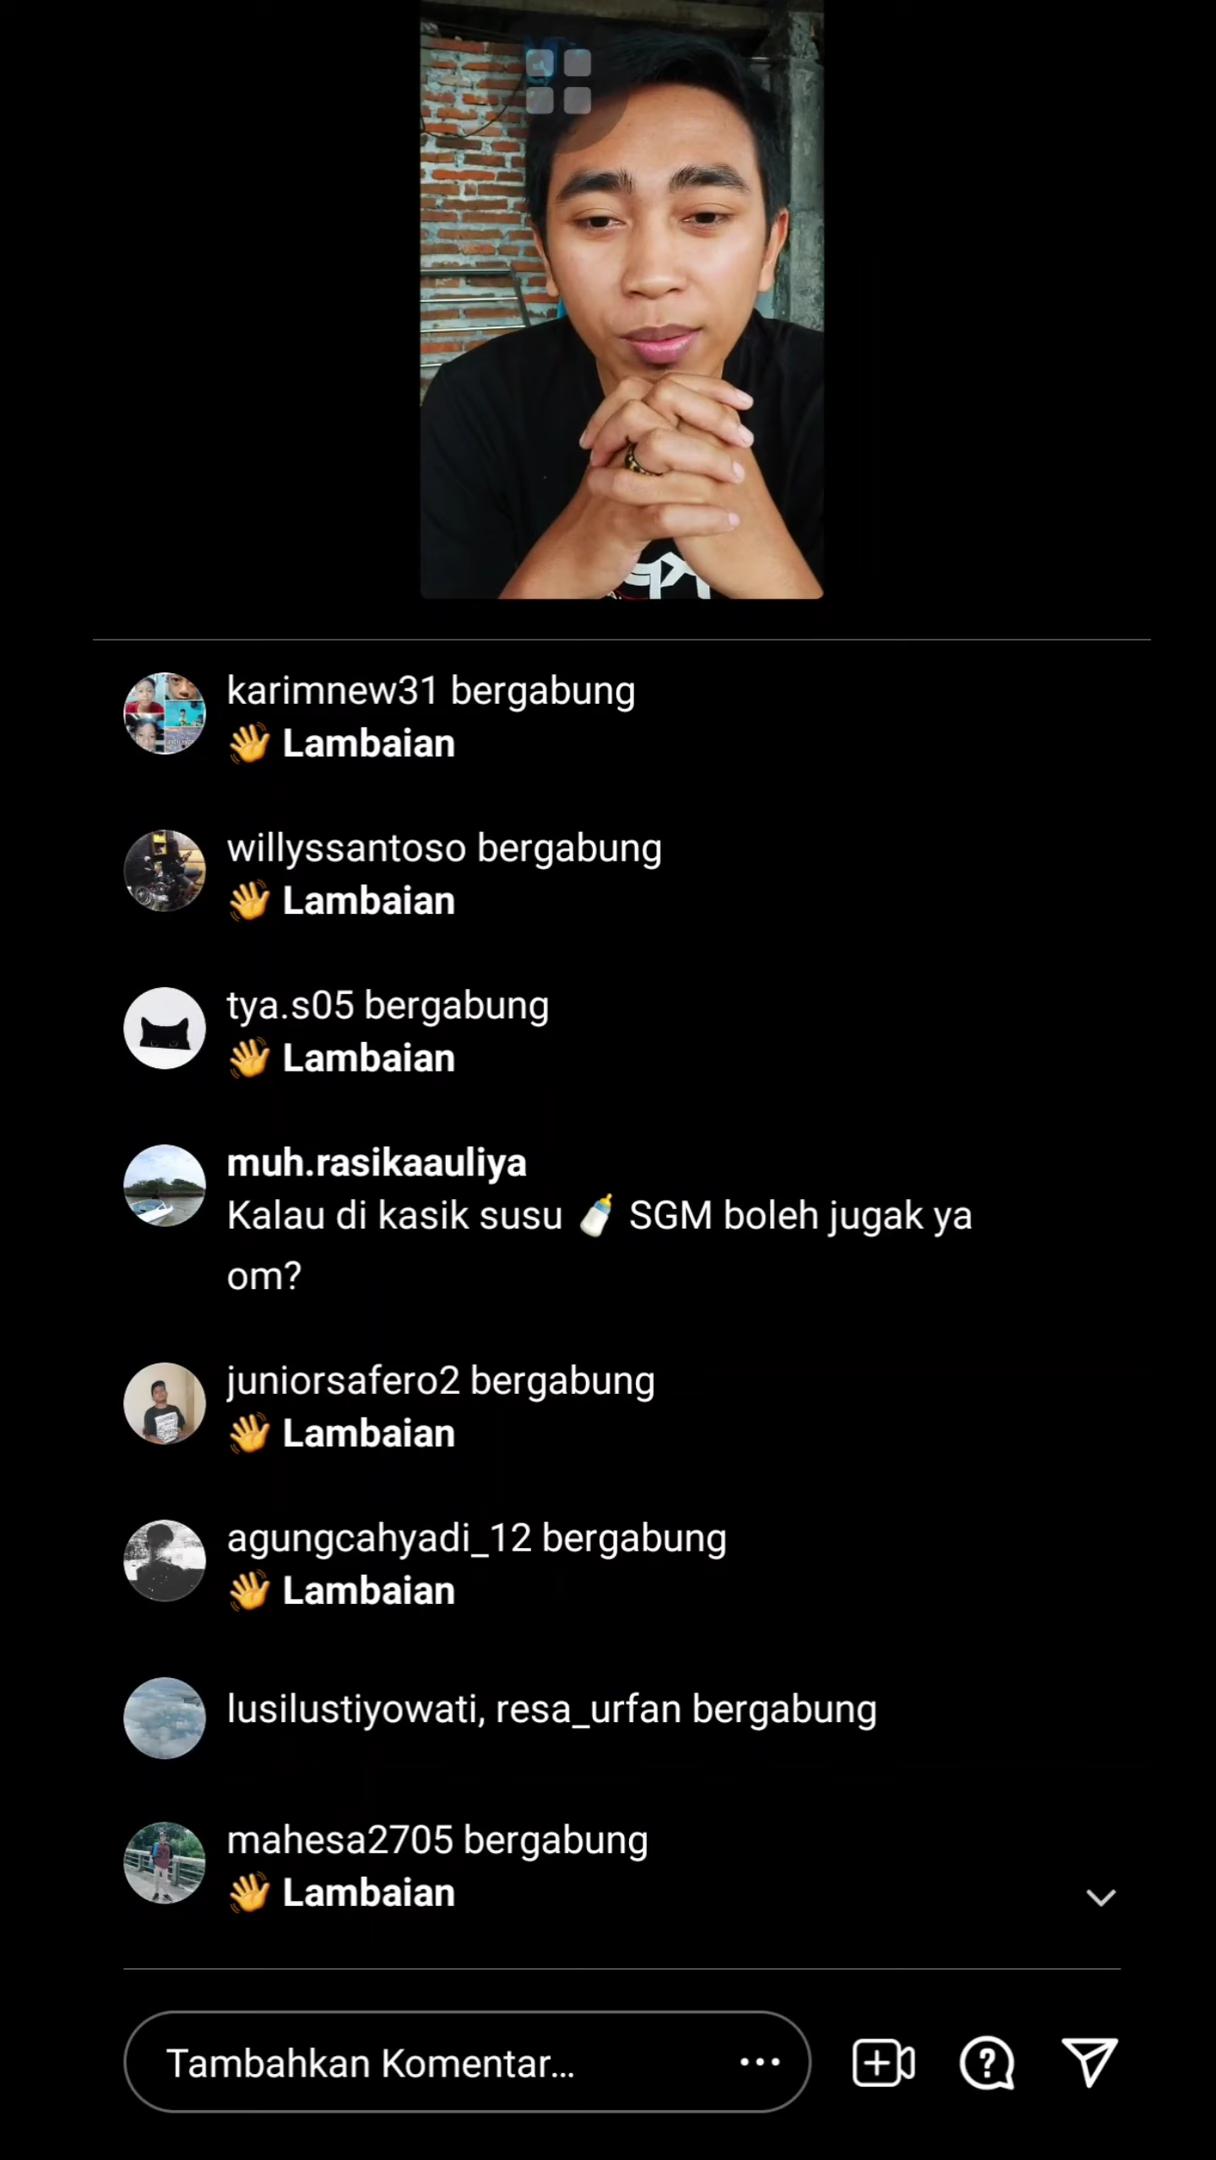 karimnew31 bergabung
👋 Lambaian
willyssantoso bergabung
👋 Lambaian
tya.s05 bergabung
👋 Lambaian
muh.rasikaauliya
Kalau di kasik susu 🍼 SGM boleh jugak ya
om?
juniorsafero2 bergabung
👋 Lambaian
agungcahyadi_12 bergabung
👋 Lambaian
lusilustiyowati, resa_urfan bergabung
mahesa2705 bergabung
👋 Lambaian
Tambahkan Komentar...